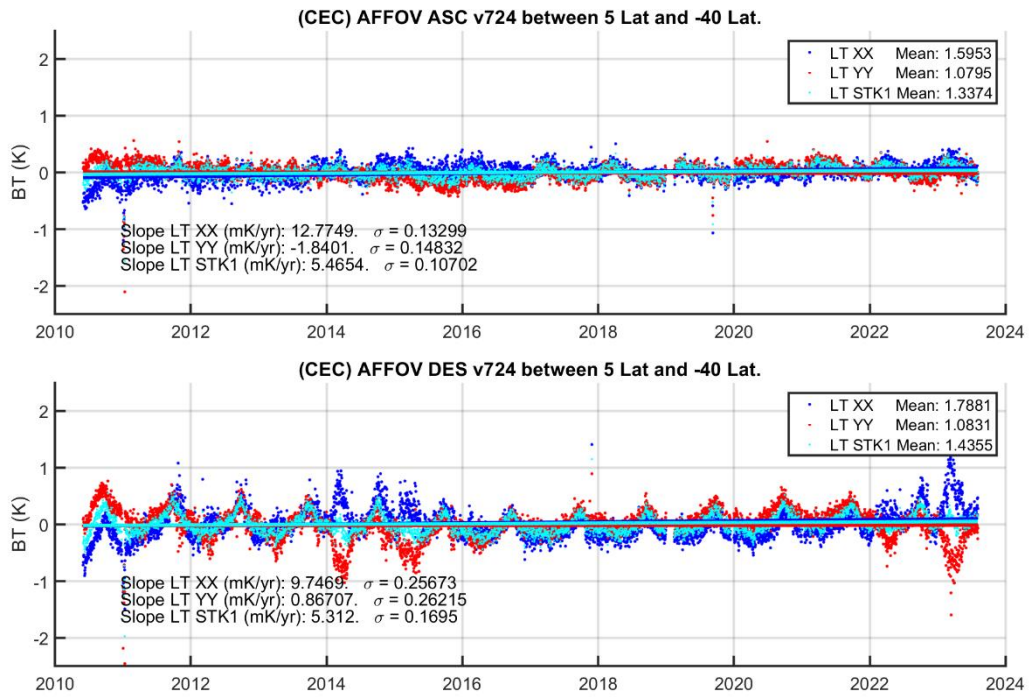 (CEC) AFFOV ASC v724 between 5 Lat and -40 Lat.
2
1
0
-1
-2
BT (K)
LT XX Mean: 1.5953
LT YY Mean: 1.0795
LT STK1 Mean: 1.3374
Slope LT XX (mK/yr): 12.7749. σ = 0.13299
Slope LT YY (mK/yr): -1.8401. σ = 0.14832
Slope LT STK1 (mK/yr): 5.4654. σ = 0.10702
2010 2012 2014 2016 2018 2020 2022 2024
(CEC) AFFOV DES v724 between 5 Lat and -40 Lat.
2
1
0
-1
-2
BT (K)
LT XX Mean: 1.7881
LT YY Mean: 1.0831
LT STK1 Mean: 1.4355
Slope LT XX (mK/yr): 9.7469. σ = 0.25673
Slope LT YY (mK/yr): 0.86707. σ = 0.26215
Slope LT STK1 (mK/yr): 5.312. σ = 0.1695
2010 2012 2014 2016 2018 2020 2022 2024